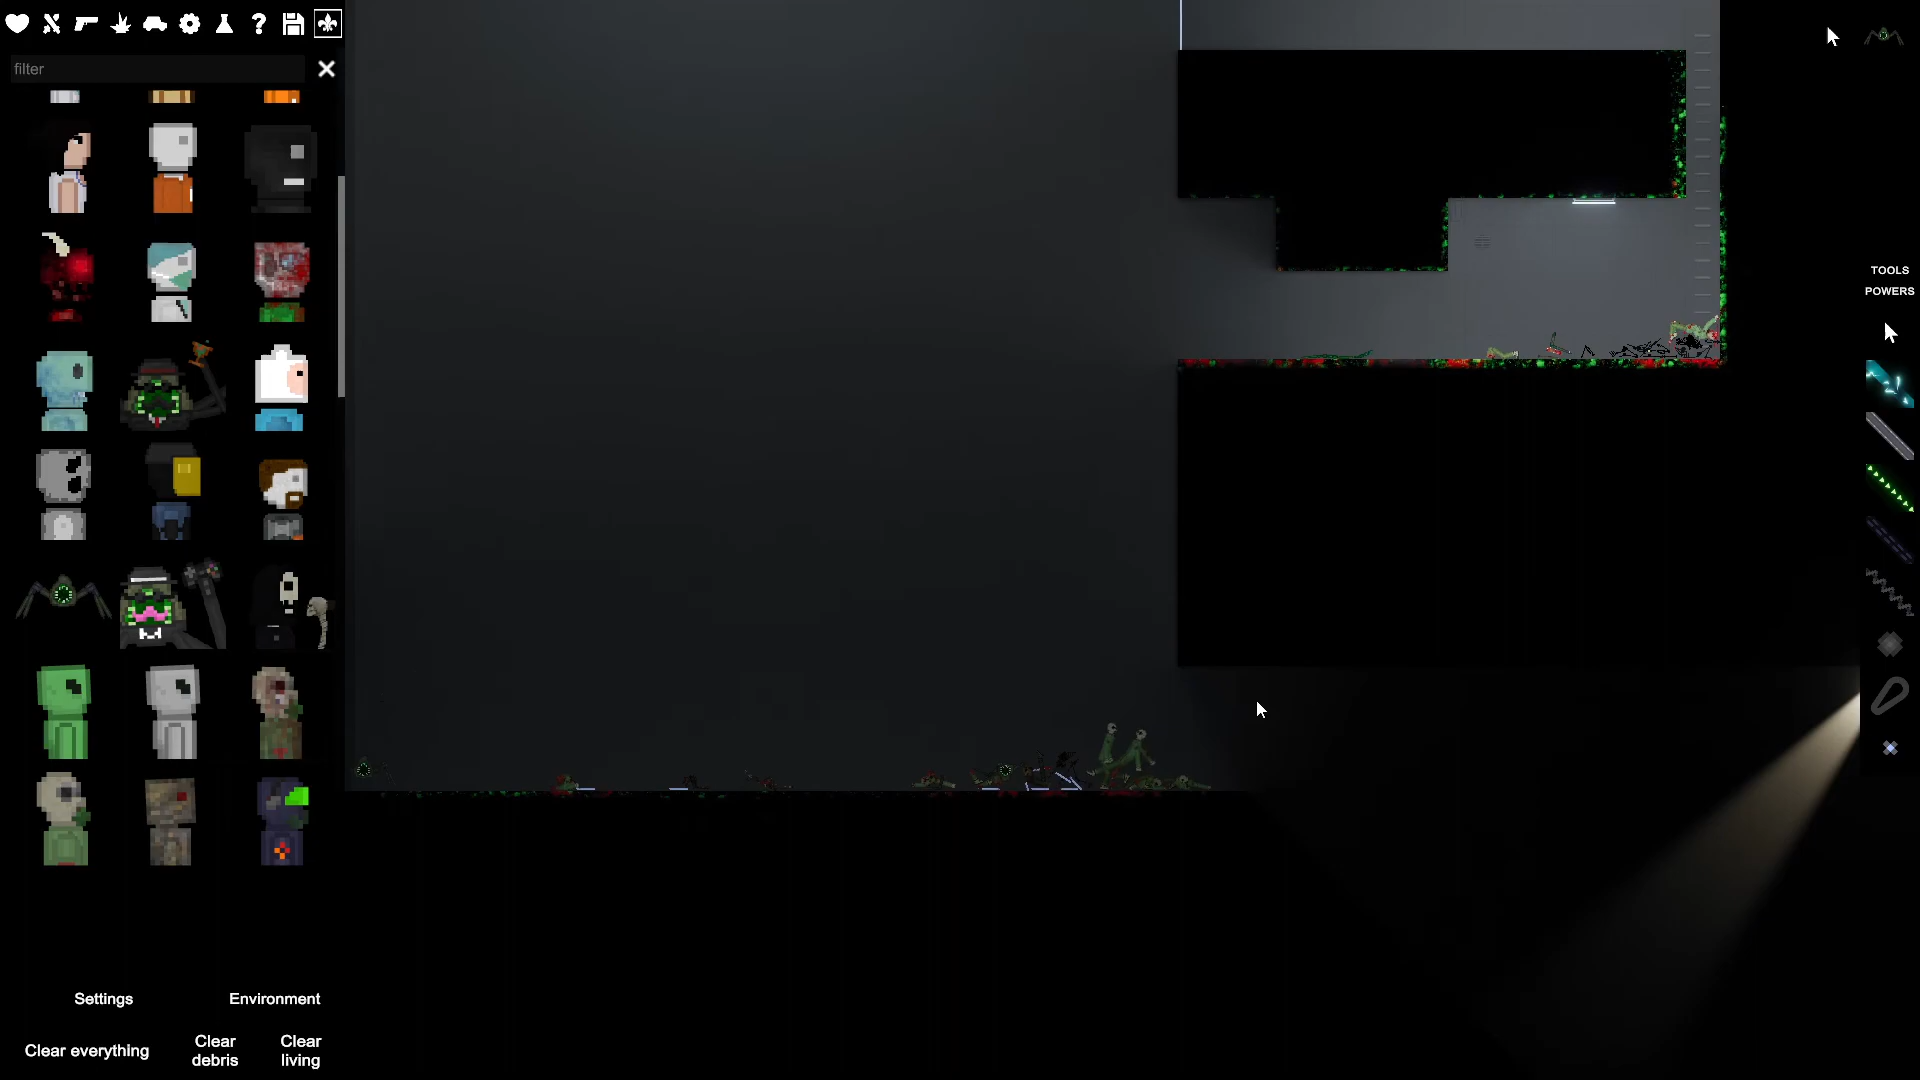 filter
TOOLS
POWERS
Settings
Environment
Clear everything
Clear
debris
Clear
living